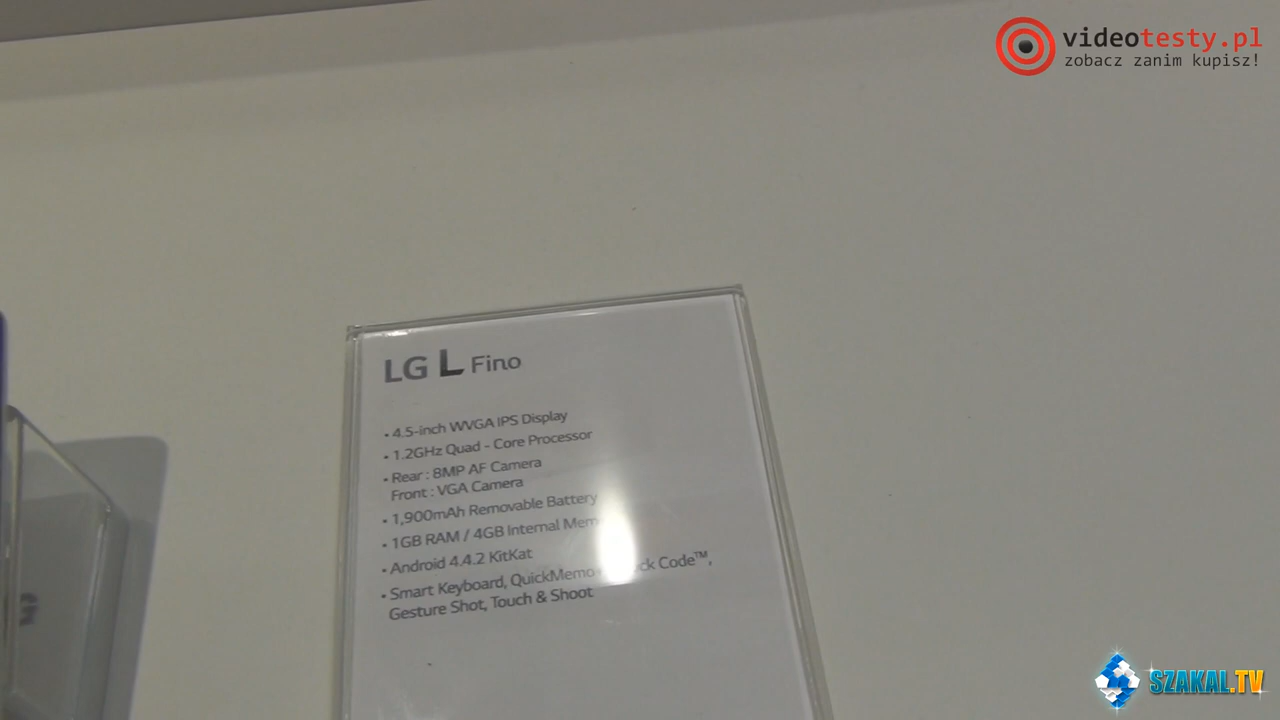 videotesty.pl
zobacz zanim kupisz!
LG L Fino
• 4.5-inch WVGA IPS Display
• 1.2GHz Quad - Core Processor
• Rear : 8MP AF Camera
Front : VGA Camera
• 1,900mAh Removable Battery
• 1GB RAM / 4GB Internal
• Android 4.4.2 KitKat
• Smart Keyboard, QuickMemo Code™,
Gesture Shot, Touch & Shoot
G
SZAKAL.TV